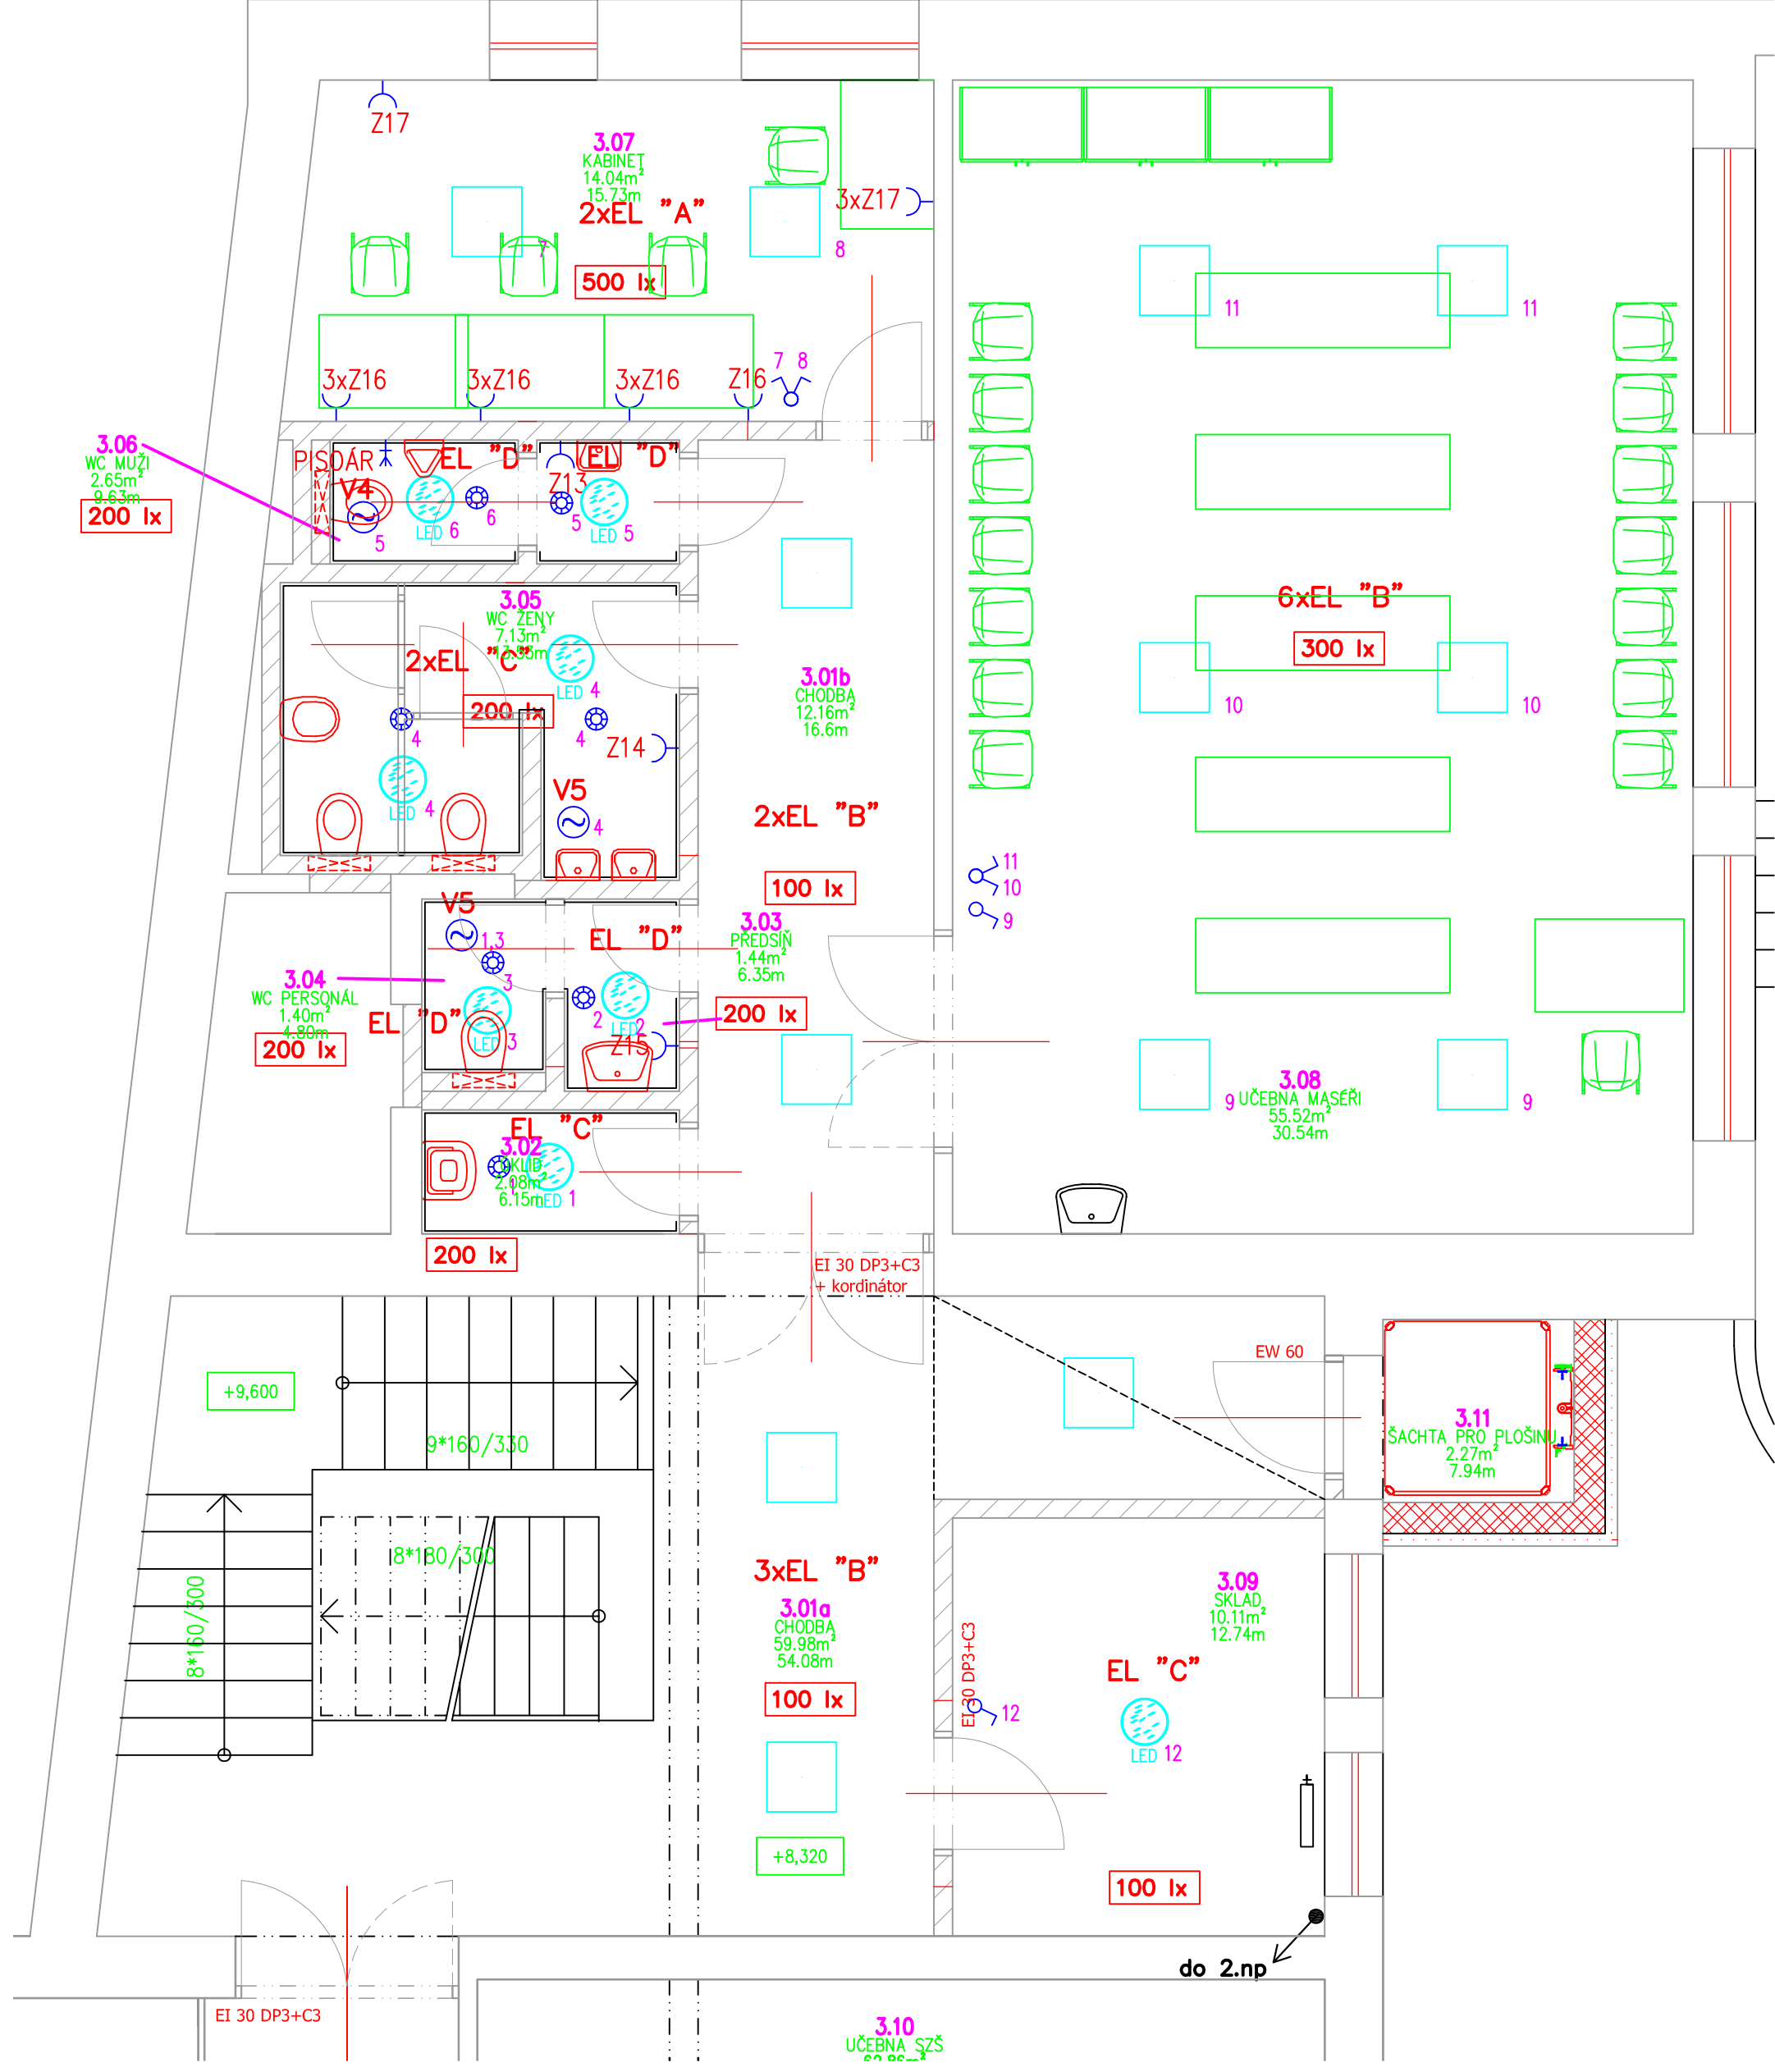 Z17
3.07
KABINET
14.04m²
15.73m
2xEL "A"
3xZ17
7
8
500 lx
11
11
3xZ16
3xZ16
3xZ16
Z16
7 8
3.06
WC MUŽI
2.65m²
9.63m
200 lx
PISOÁR
EL "D"
EL "D"
V4
Z13
5
LED 6
6
5
LED 5
3.05
WC ŽENY
7.13m²
13.53m
2xEL "C"
LED 4
200 lx
4
4
Z14
LED 4
V5
4
6xEL "B"
300 lx
10
10
3.01b
CHODBA
12.16m²
16.6m
2xEL "B"
100 lx
11
10
9
V5
1,3
3
EL "D"
3.03
PŘEDSÍŇ
1.44m²
6.35m
200 lx
3.04
WC PERSONÁL
1.40m²
4.80m
200 lx
EL "D"
LED 3
2
LED 2
Z15
3.08
UČEBNA MASÉŘI
55.52m²
30.54m
9
9
EL "C"
3.02
ÚKLID
2.08m²
6.15m
1
LED 1
200 lx
EI 30 DP3+C3
+ kordinátor
EW 60
+9,600
9*160/330
8*180/300
8*160/300
3.11
ŠACHTA PRO PLOŠINU
2.27m²
7.94m
3xEL "B"
3.01a
CHODBA
59.98m²
54.08m
100 lx
+8,320
3.09
SKLAD
10.11m²
12.74m
EI 30 DP3+C3
12
EL "C"
LED 12
100 lx
do 2.np
EI 30 DP3+C3
3.10
UČEBNA SZŠ
62.86m²